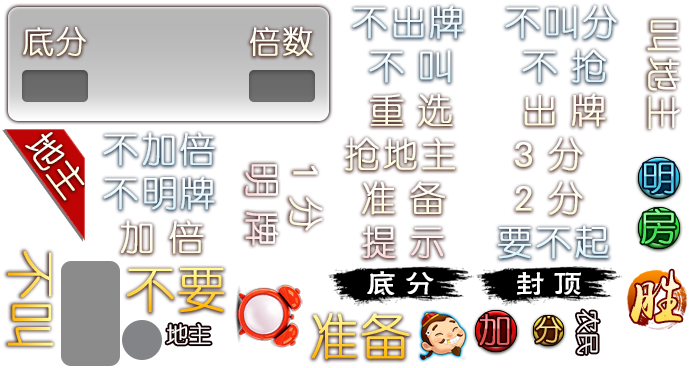 底分 倍数
不出牌
不叫分
叫地主
不叫
不抢
重选
出牌
地主
不加倍
抢地主
3分
明
不明牌
明牌
1分
准备
2分
房
加倍
提示
要不起
底分
封顶
不叫
不要
胜
地主
准备
加
分
农民